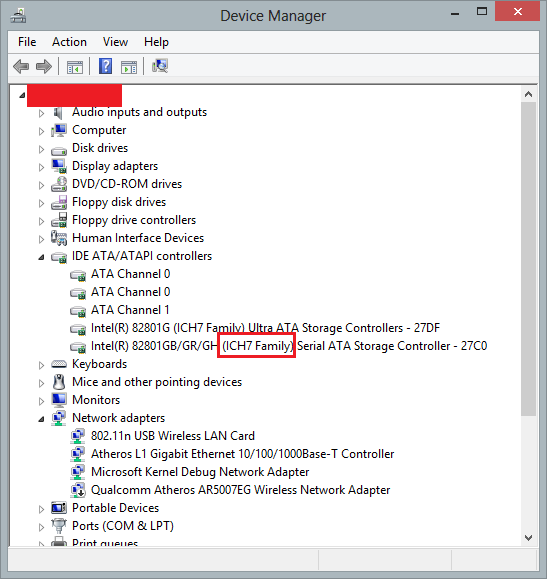 Device Manager
File Action View Help
Audio inputs and outputs
Computer
Disk drives
Display adapters
DVD/CD-ROM drives
Floppy disk drives
Floppy drive controllers
Human Interface Devices
IDE ATA/ATAPI controllers
ATA Channel 0
ATA Channel 0
ATA Channel 1
Intel(R) 82801G (ICH7 Family) Ultra ATA Storage Controllers - 27DF
Intel(R) 82801GB/GR/GH (ICH7 Family) Serial ATA Storage Controller - 27C0
Keyboards
Mice and other pointing devices
Monitors
Network adapters
802.11n USB Wireless LAN Card
Atheros L1 Gigabit Ethernet 10/100/1000Base-T Controller
Microsoft Kernel Debug Network Adapter
Qualcomm Atheros AR5007EG Wireless Network Adapter
Portable Devices
Ports (COM & LPT)
Print queues